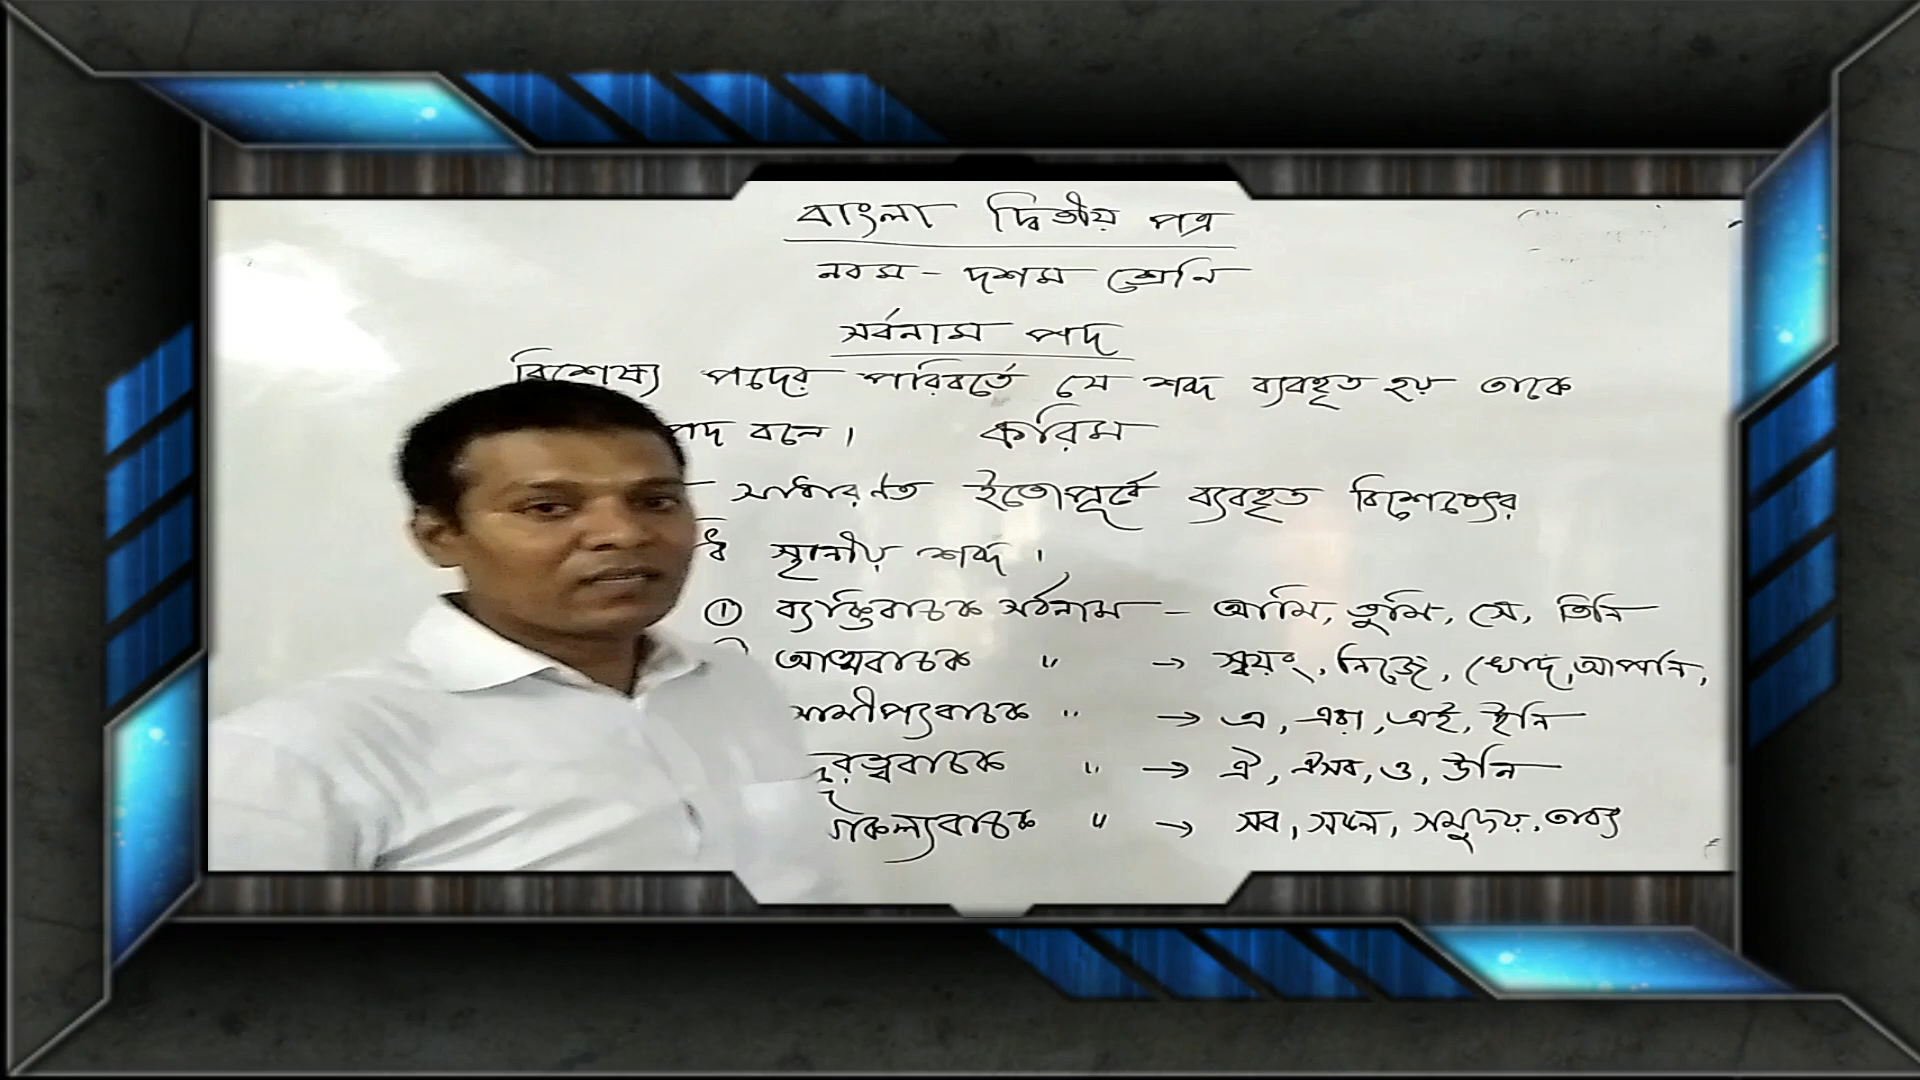 বাংলা দ্বিতীয় পত্র
নবম - দশম শ্রেনি
সর্বনাম পদ
বিশেষ্য পদের পরিবর্তে যে শব্দ ব্যবহৃত হয় তাকে
পদ বলে। করিম
সাধারণত ইতোপূর্বে ব্যবহৃত বিশেষ্যের
স্থানীয় শব্দ।
① ব্যক্তিবাচক সর্বনাম - আমি, তুমি, সে, তিনি
আত্মবাচক " → স্বয়ং, নিজে, খোদ, আপনি,
সামীপ্যবাচক " → এ, এরা, এই, ইনি
দূরত্ববাচক " → ঐ, ঐসব, ও, উনি
সাকল্যবাচক " → সব, সকল, সমুদয়, তাবৎ